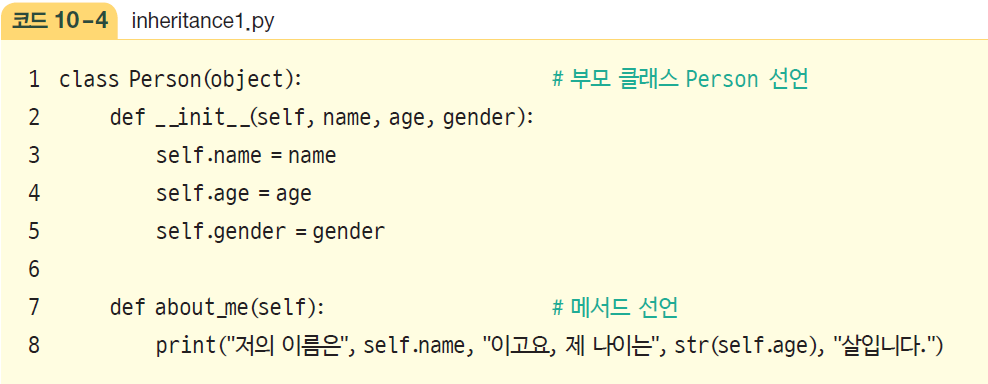 코드 10-4 inheritance1.py
1 class Person(object): # 부모 클래스 Person 선언
2     def __init__(self, name, age, gender):
3         self.name = name
4         self.age = age
5         self.gender = gender
6
7     def about_me(self): # 메서드 선언
8         print("저의 이름은", self.name, "이고요, 제 나이는", str(self.age), "살입니다.")